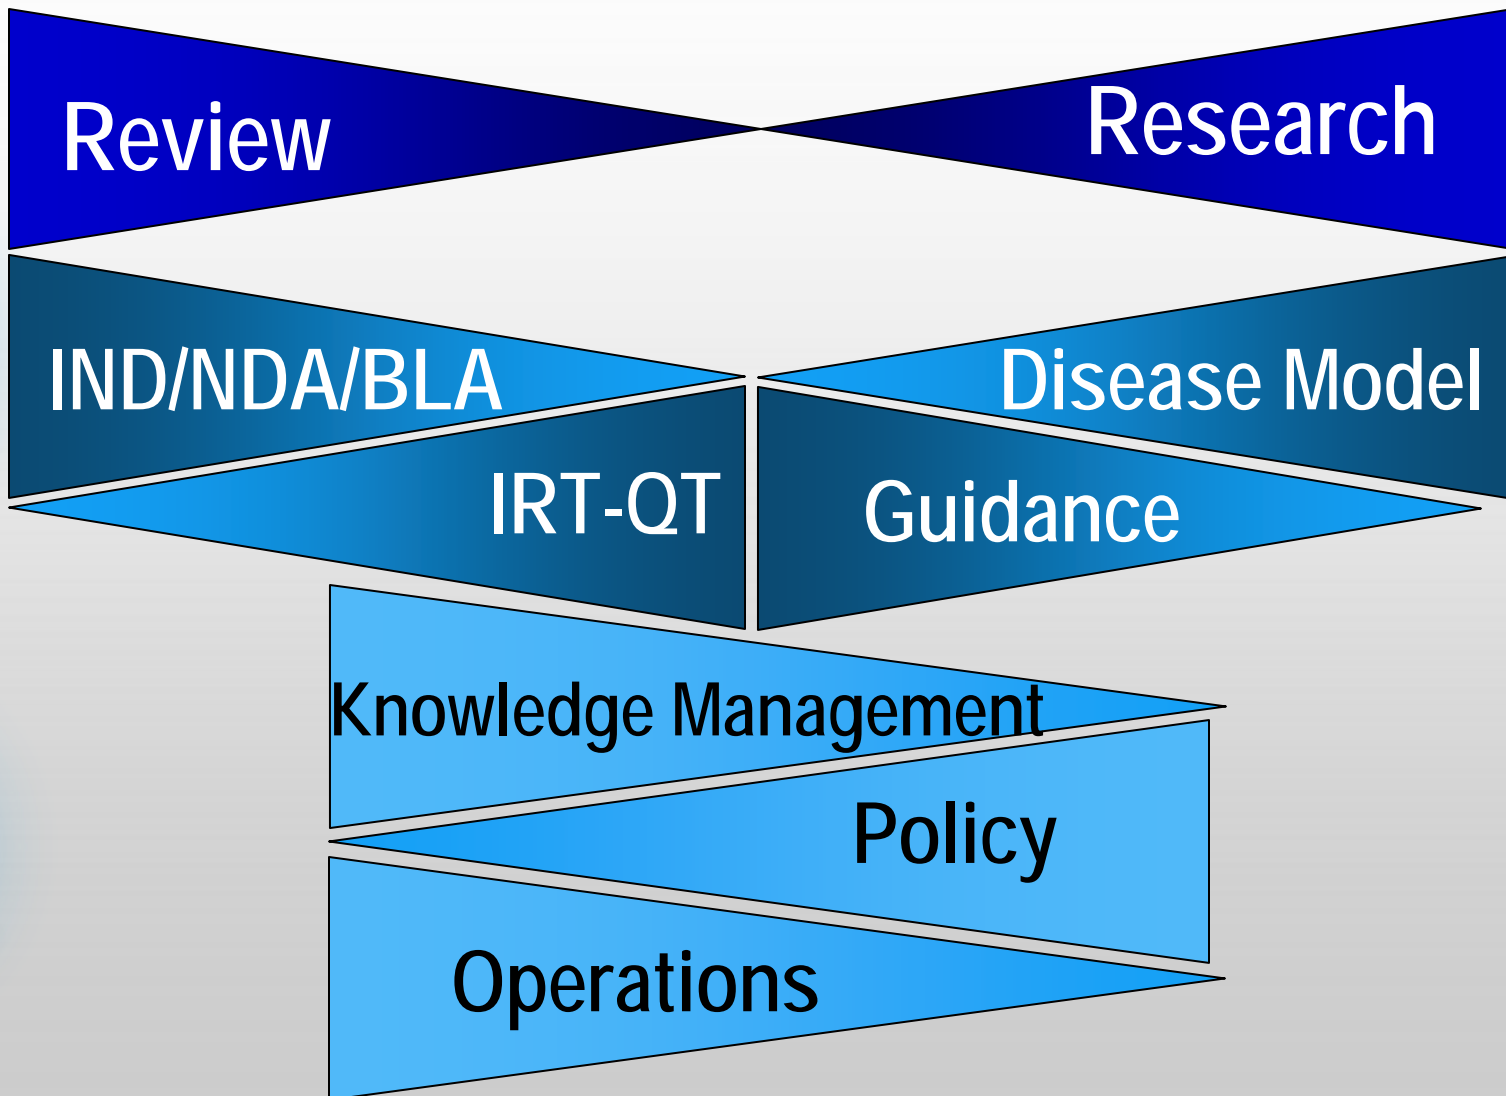 Review
Research
IND/NDA/BLA
Disease Model
IRT-QT
Guidance
Knowledge Management
Policy
Operations